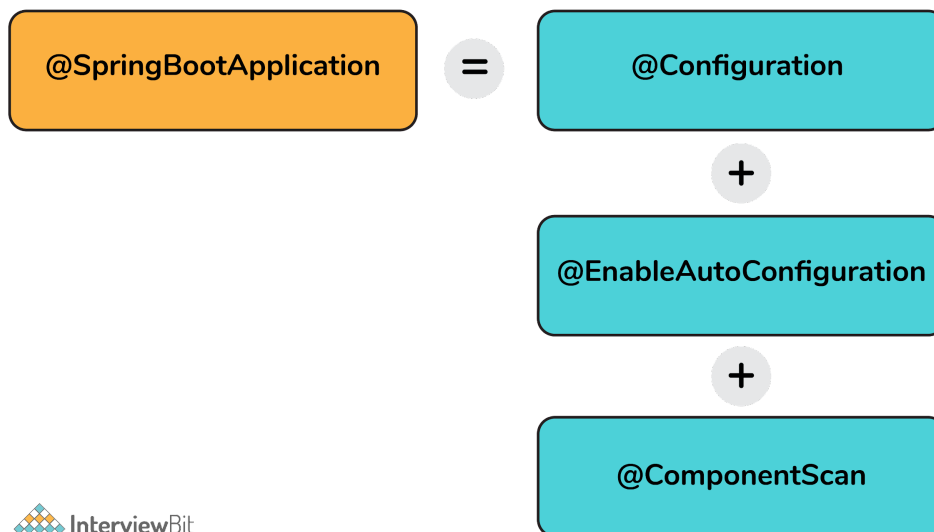 @SpringBootApplication
=
@Configuration
+
@EnableAutoConfiguration
+
@ComponentScan
InterviewBit